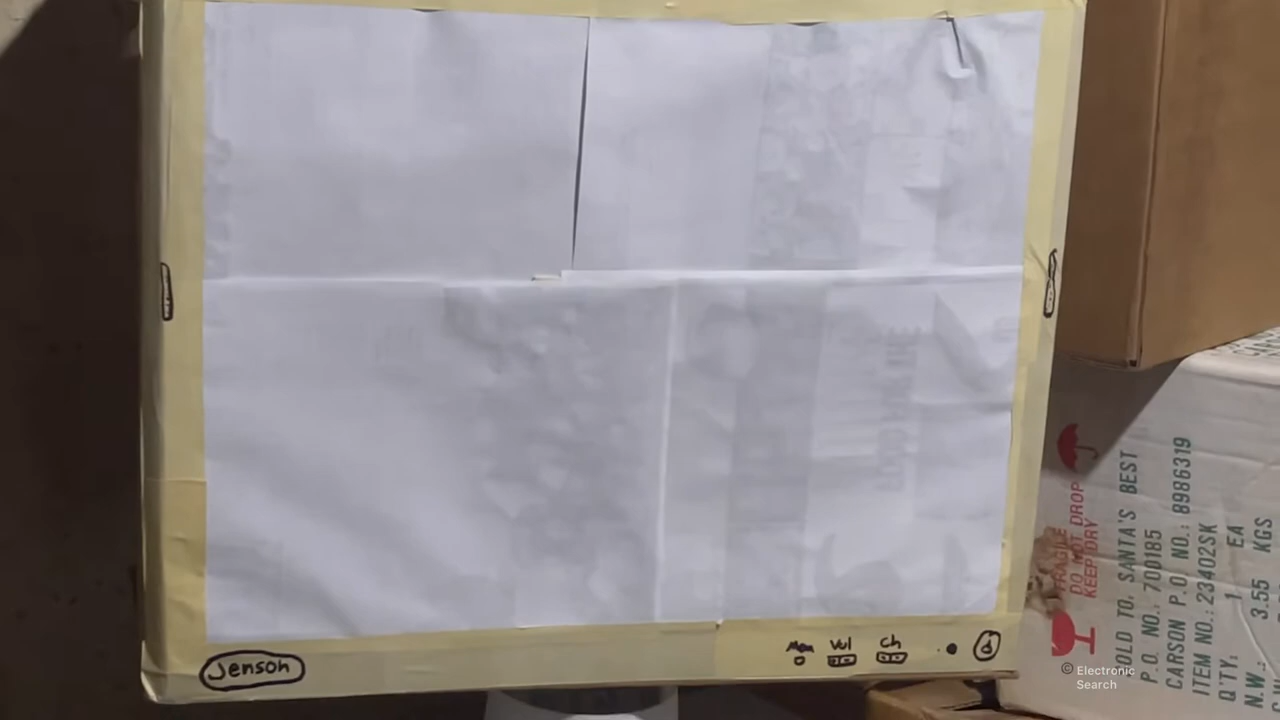 Jenson
Men
Vol
Ch
FRAGILE
DO NOT DROP
KEEP DRY
SOLD TO, SANTA'S BEST
P.O. NO.: 700185
CARSON P.O. NO.: 8986319
ITEM NO.: 23402SK
Q'TY: 1 EA
N.W.: 3.55 KGS
© Electronic
Search